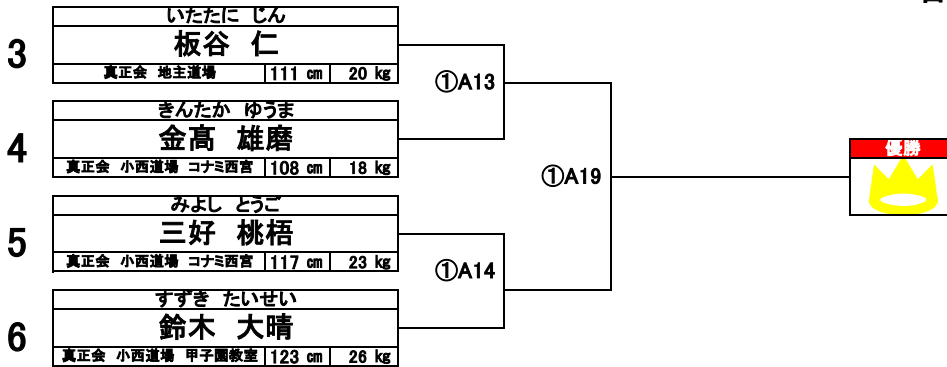 3
いたたに じん
板谷 仁
真正会 地主道場 111 cm 20 kg
①A13
4
きんたか ゆうま
金髙 雄磨
真正会 小西道場 コナミ西宮 108 cm 18 kg
①A19
優勝
5
みよし とうご
三好 桃梧
真正会 小西道場 コナミ西宮 117 cm 23 kg
①A14
6
すずき たいせい
鈴木 大晴
真正会 小西道場 甲子園教室 123 cm 26 kg